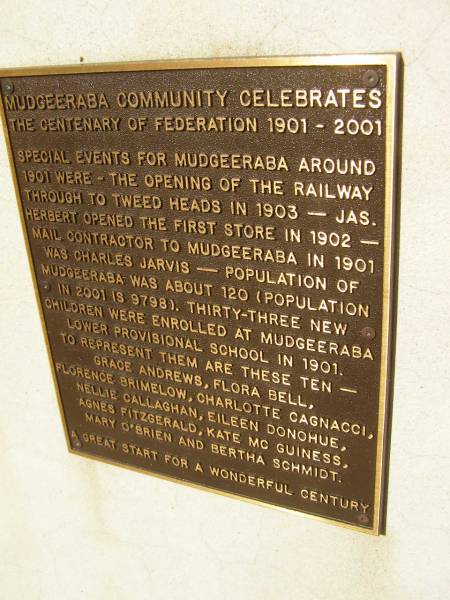 MUDGEERABA COMMUNITY CELEBRATES
THE CENTENARY OF FEDERATION 1901 - 2001
SPECIAL EVENTS FOR MUDGEERABA AROUND
1901 WERE - THE OPENING OF THE RAILWAY
THROUGH TO TWEED HEADS IN 1903 — JAS.
HERBERT OPENED THE FIRST STORE IN 1902 —
MAIL CONTRACTOR TO MUDGEERABA IN 1901
WAS CHARLES JARVIS — POPULATION OF
MUDGEERABA WAS ABOUT 120 (POPULATION
IN 2001 IS 9798). THIRTY-THREE NEW
CHILDREN WERE ENROLLED AT MUDGEERABA
LOWER PROVISIONAL SCHOOL IN 1901.
TO REPRESENT THEM ARE THESE TEN —
GRACE ANDREWS, FLORA BELL,
FLORENCE BRIMELOW, CHARLOTTE CAGNACCI,
NELLIE CALLAGHAN, EILEEN DONOHUE,
AGNES FITZGERALD, KATE MC GUINESS,
MARY O'BRIEN AND BERTHA SCHMIDT.
A GREAT START FOR A WONDERFUL CENTURY